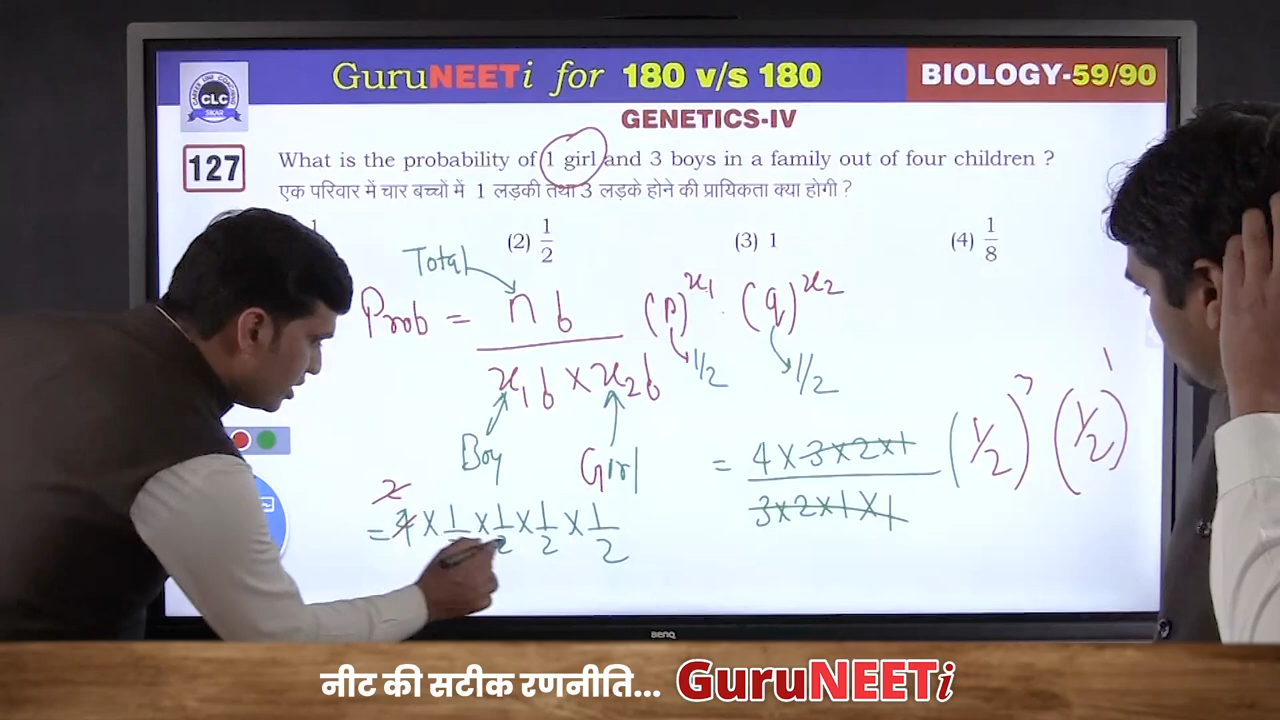 GuruNEETi for 180 v/s 180
BIOLOGY-59/90
CLC
SIKAR
GENETICS-IV
127
What is the probability of 1 girl and 3 boys in a family out of four children ?
एक परिवार में चार बच्चों में 1 लड़की तथा 3 लड़के होने की प्रायिकता क्या होगी ?
1
(2) 1/2
(3) 1
(4) 1/8
Total
Prob = n b / x₁ b × x₂ b (p)^x₁ · (q)^x₂
1/2
1/2
Boy
Girl
= 4×3×2×1 / 3×2×1×1 (1/2)³ (1/2)¹
2
= 4 × 1/ × 1/2 × 1/2 × 1/2
BENQ
नीट की सटीक रणनीति... GuruNEETi